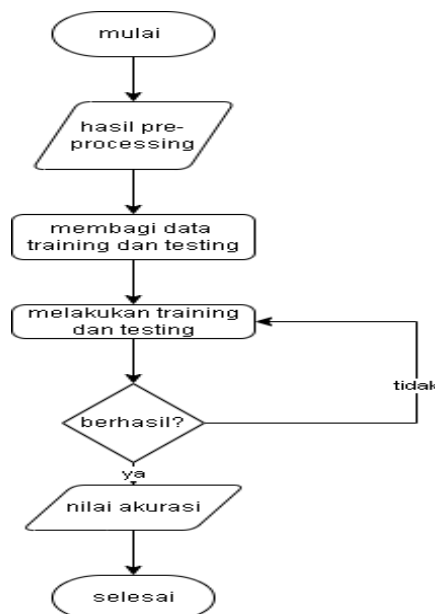 mulai
hasil pre-
processing
membagi data
training dan testing
melakukan training
dan testing
tidak
berhasil?
ya
nilai akurasi
selesai